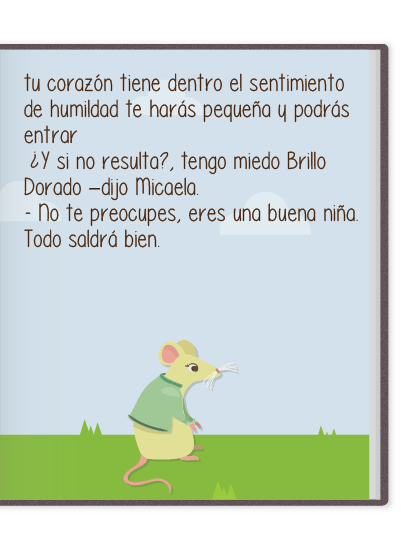 tu corazón tiene dentro el sentimiento
de humildad te harás pequeña y podrás
entrar
¿Y si no resulta?, tengo miedo Brillo
Dorado –dijo Micaela.
- No te preocupes, eres una buena niña.
Todo saldrá bien.